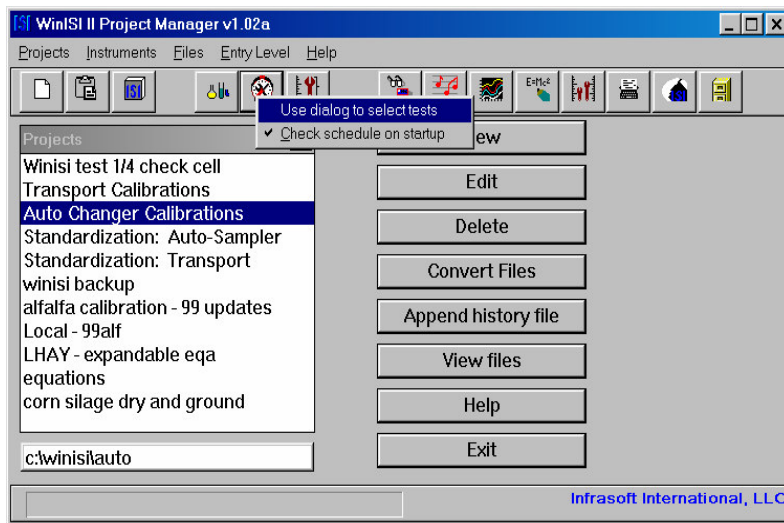 WinISI II Project Manager v1.02a
Projects Instruments Files Entry Level Help
ISI
E=Mc²
ISI
Use dialog to select tests
✓ Check schedule on startup
Projects
Winisi test 1/4 check cell
Transport Calibrations
Auto Changer Calibrations
Standardization: Auto-Sampler
Standardization: Transport
winisi backup
alfalfa calibration - 99 updates
Local - 99alf
LHAY - expandable eqa
equations
corn silage dry and ground
c:\winisi\auto
ew
Edit
Delete
Convert Files
Append history file
View files
Help
Exit
Infrasoft International, LLC